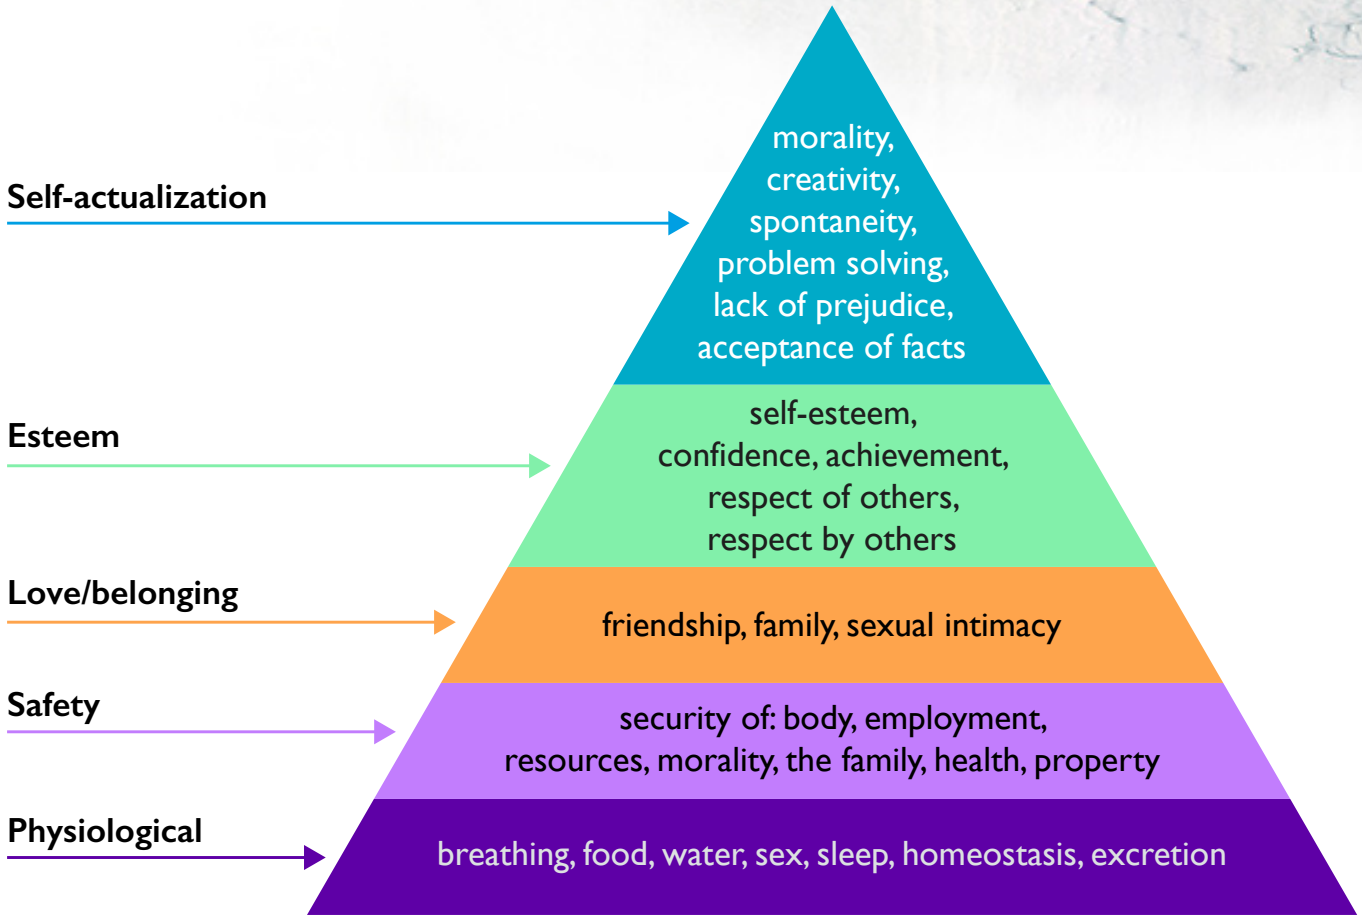 morality,
creativity,
spontaneity,
problem solving,
lack of prejudice,
acceptance of facts
Self-actualization
self-esteem,
confidence, achievement,
respect of others,
respect by others
Esteem
friendship, family, sexual intimacy
Love/belonging
security of: body, employment,
resources, morality, the family, health, property
Safety
breathing, food, water, sex, sleep, homeostasis, excretion
Physiological